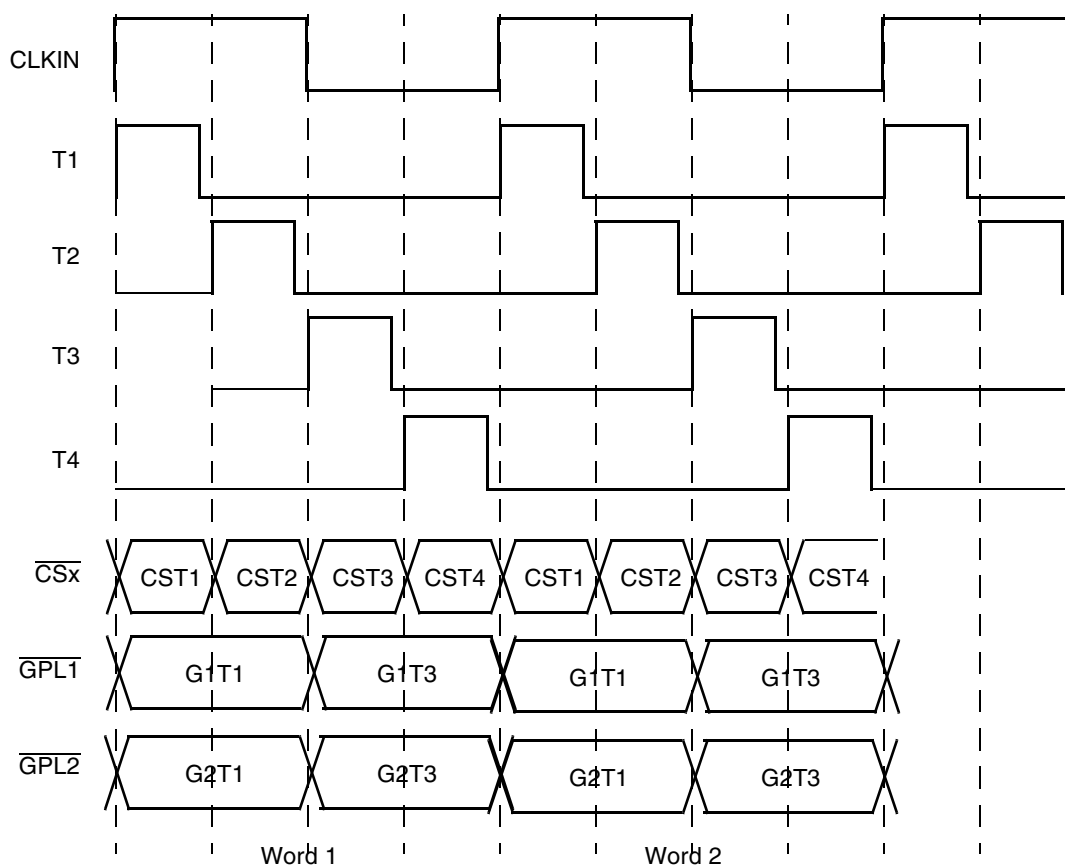 CLKIN
T1
T2
T3
T4
CSx CST1 CST2 CST3 CST4 CST1 CST2 CST3 CST4
GPL1 G1T1 G1T3 G1T1 G1T3
GPL2 G2T1 G2T3 G2T1 G2T3
Word 1 Word 2